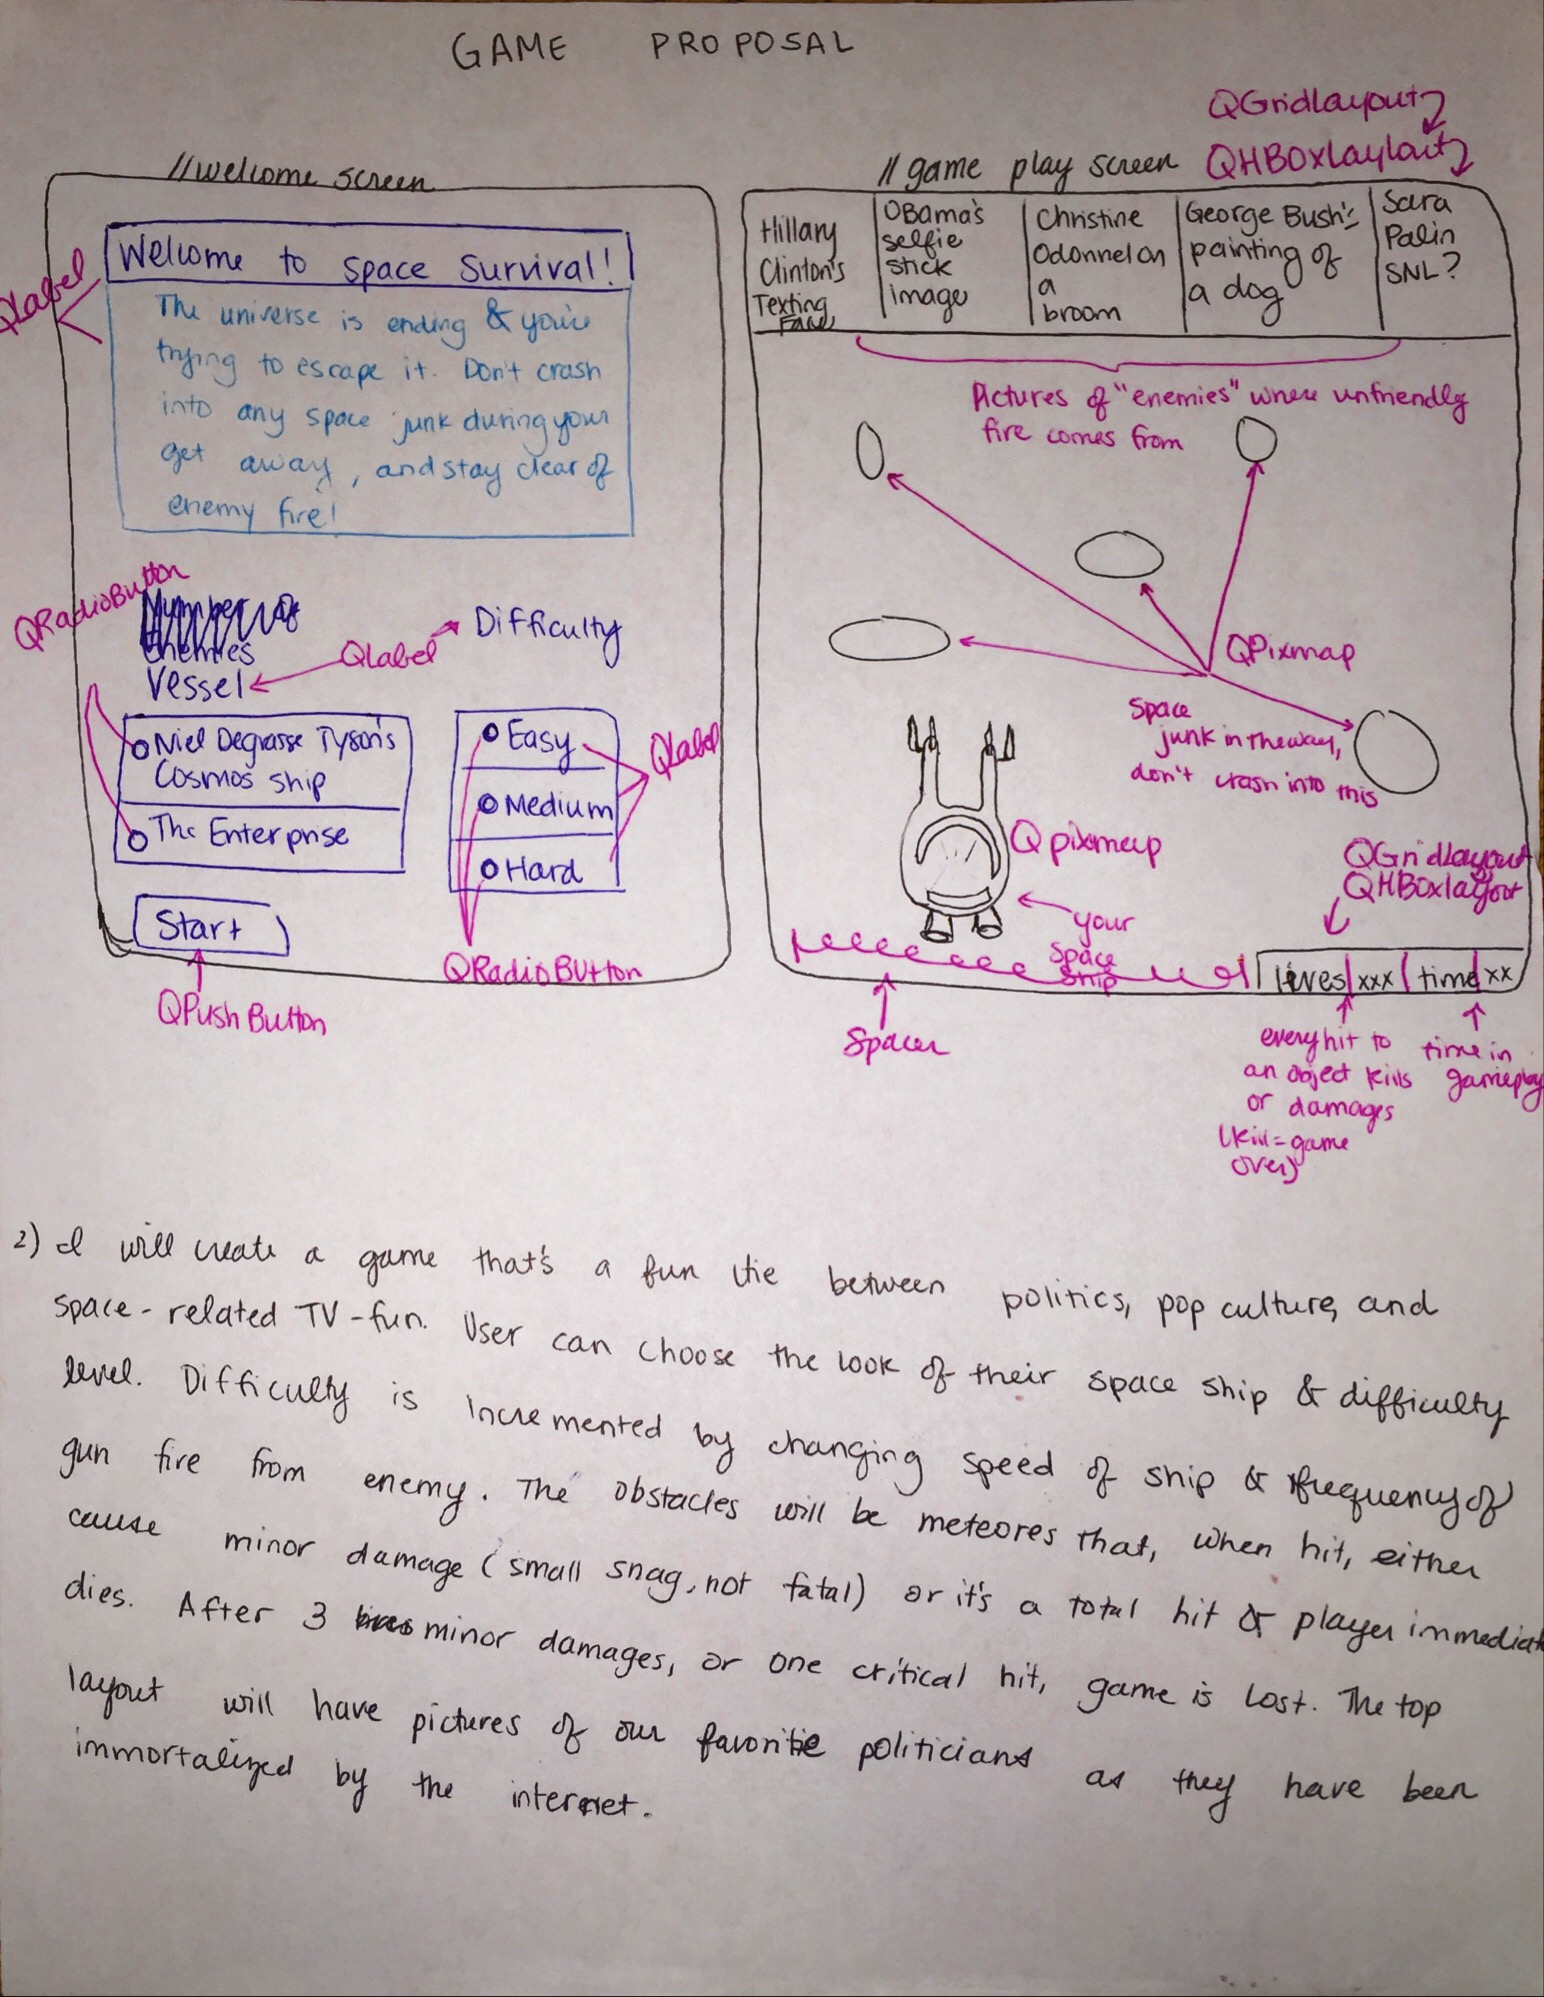 GAME PROPOSAL
//welcome screen
QLabel
Welcome to Space Survival!
The universe is ending & you're
trying to escape it. Don't crash
into any space junk during your
get away, and stay clear of
enemy fire!
QRadioButton
Enemies
Vessel
QLabel
Difficulty
Niel Degrasse Tyson's
Cosmos ship
The Enterprise
Easy
Medium
Hard
QLabel
Start
QRadioBUtton
QPush Button
QGridlayout
QHBOxlaylout
//game play screen
Hillary
Clinton's
Texting
Face
OBama's
selfie
stick
image
Christine
Odonnel on
a
broom
George Bush's
painting of
a dog
Sara
Palin
SNL?
Pictures of "enemies" where unfriendly
fire comes from
QPixmap
Space
junk in the way,
don't crash into this
Qpixmap
your
space
ship
QGridlayout
QHBOxlayout
lives xxx time xx
Spacer
every hit to
an object kills
or damages
(kill=game
over)
time in
gameplay
2) I will create a game that's a fun tie between politics, pop culture, and
space-related TV-fun. User can choose the look of their space ship & difficulty
level. Difficulty is incremented by changing speed of ship & frequency of
gun fire from enemy. The obstacles will be meteores that, when hit, either
cause minor damage (small snag, not fatal) or it's a total hit & player immediat
dies. After 3 minor damages, or one critical hit, game is lost. The top
layout will have pictures of our favorite politicians as they have been
immortalized by the internet.